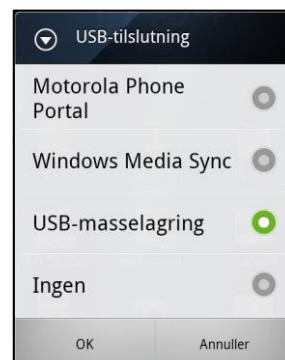 USB-tilslutning
Motorola Phone
Portal
Windows Media Sync
USB-masselagring
Ingen
OK
Annuller